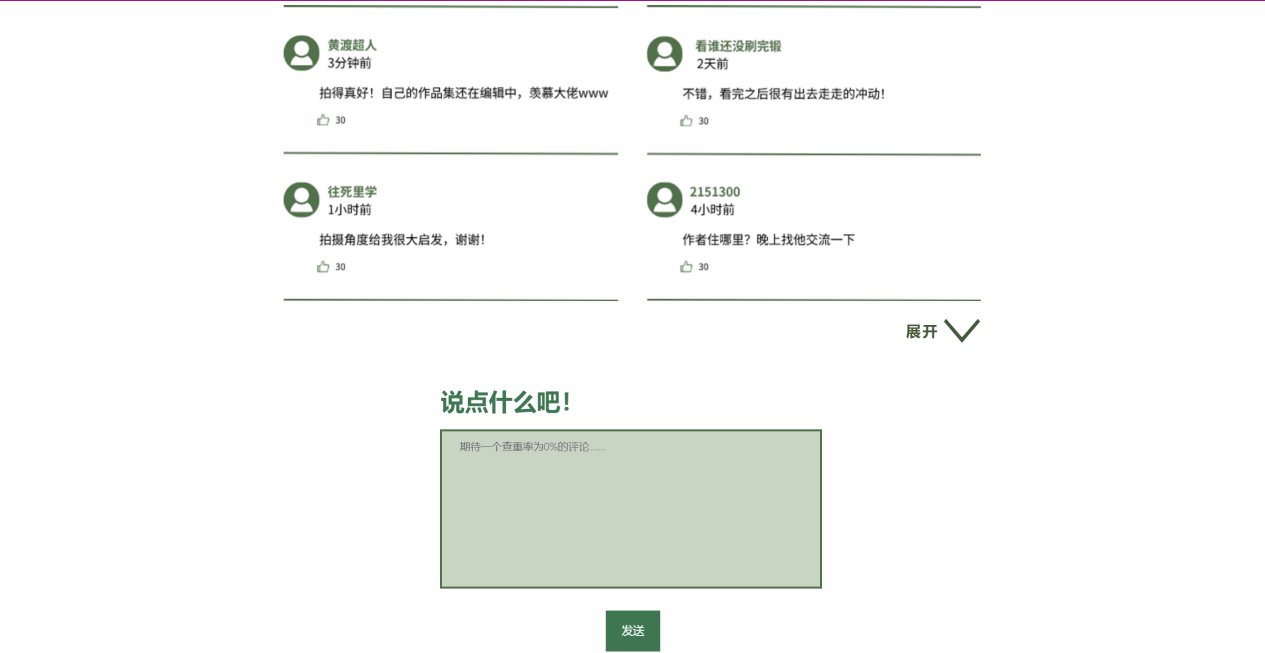 黄渡超人
3分钟前
拍得真好！自己的作品集还在编辑中，羡慕大佬www
30
看谁还没刷完锻
2天前
不错，看完之后很有出去走走的冲动！
30
往死里学
1小时前
拍摄角度给我很大启发，谢谢！
30
2151300
4小时前
作者住哪里？晚上找他交流一下
30
展开
说点什么吧！
期待一个查重率为0%的评论......
发送